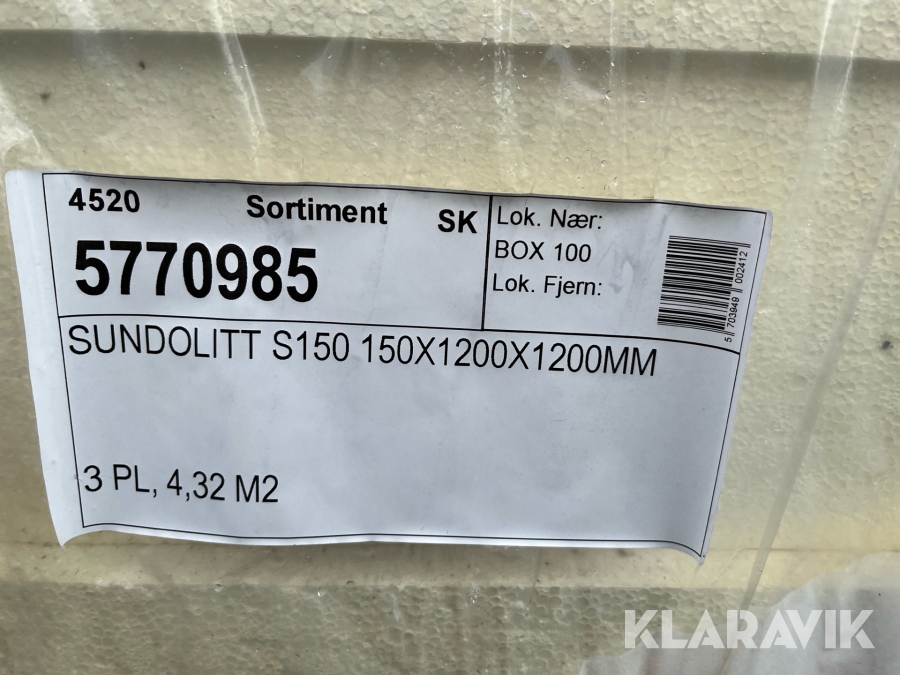 4520 Sortiment SK
5770985
Lok. Nær:
BOX 100
Lok. Fjern:
5 703949 002412
SUNDOLITT S150 150X1200X1200MM
3 PL, 4,32 M2
KLARAVIK